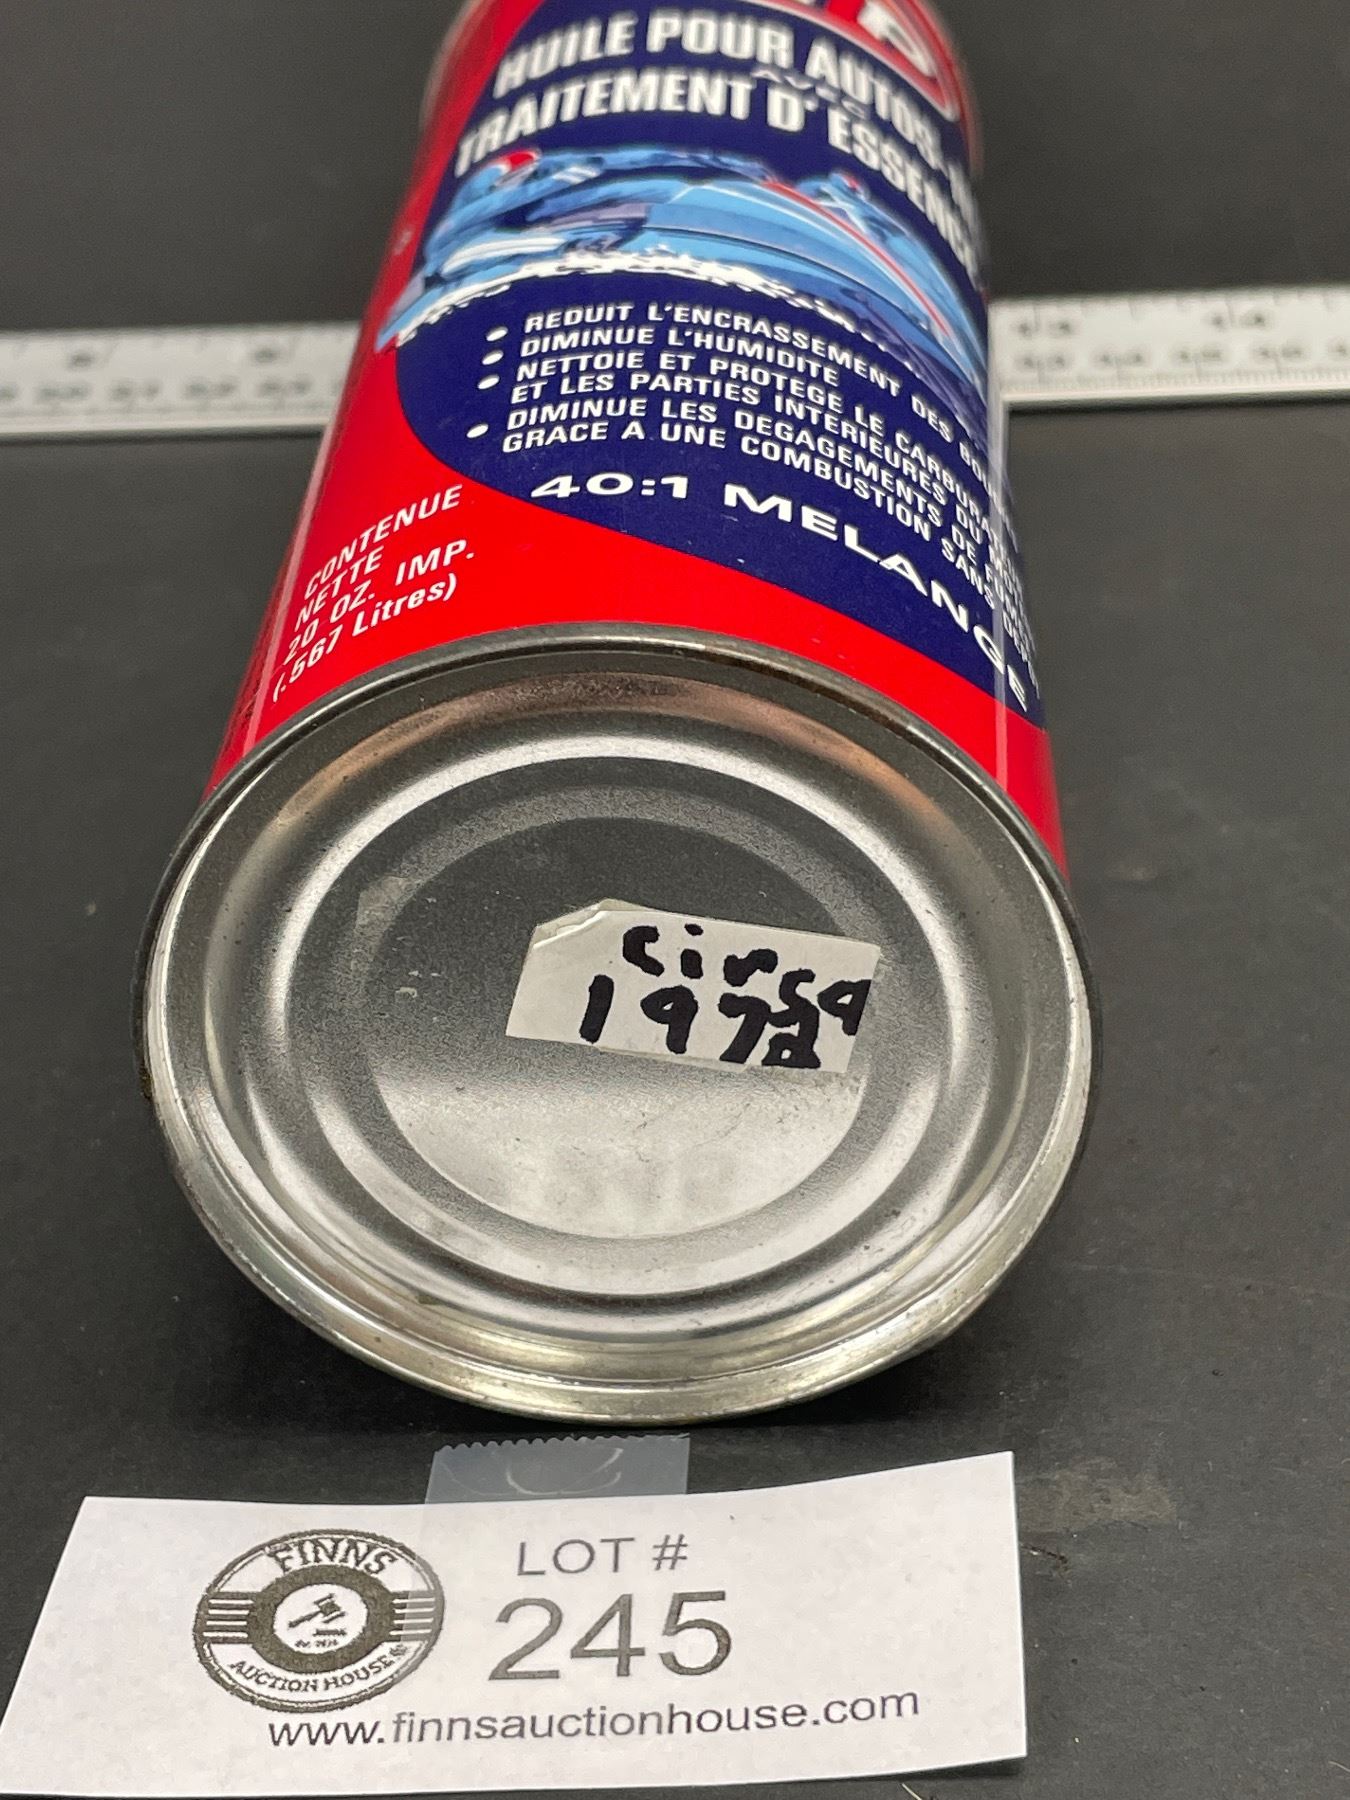 HUILE POUR AUTOS-
AVEC
TRAITEMENT D'ESSENCE
• REDUIT L'ENCRASSEMENT DES
• DIMINUE L'HUMIDITE
• NETTOIE ET PROTEGE LE
ET LES PARTIES INTERIEURES DU
• DIMINUE LES DEGAGEMENTS DE
GRACE A UNE COMBUSTION SANS
40:1 MELANGE
CONTENUE
NETTE
20 OZ. IMP.
(.567 Litres)
circa
1972
FINNS
AUCTION HOUSE
LOT #
245
www.finnsauctionhouse.com